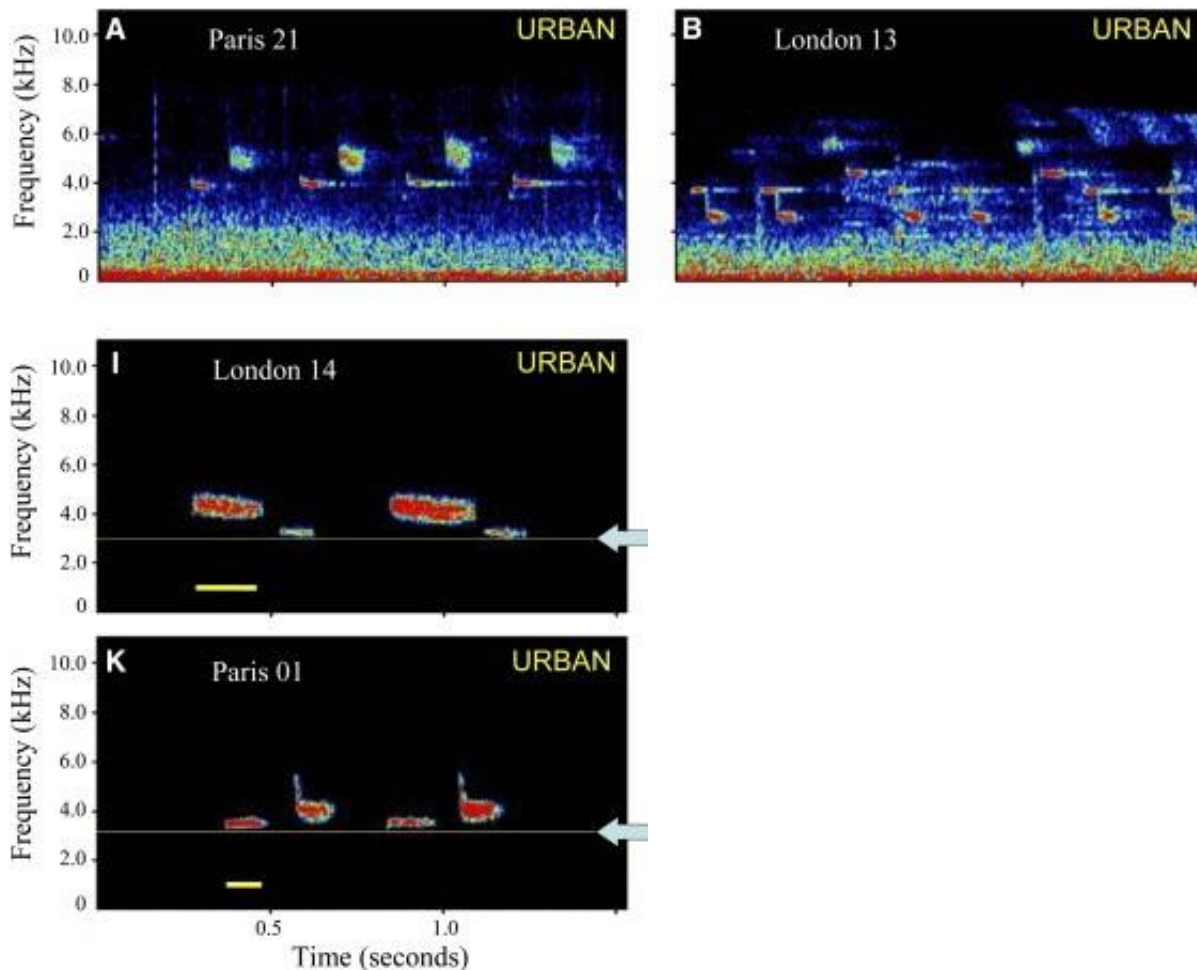 A Paris 21 URBAN
Frequency (kHz)
10.0
8.0
6.0
4.0
2.0
0
B London 13 URBAN
I London 14 URBAN
Frequency (kHz)
10.0
8.0
6.0
4.0
2.0
0
K Paris 01 URBAN
Frequency (kHz)
10.0
8.0
6.0
4.0
2.0
0
0.5 1.0
Time (seconds)